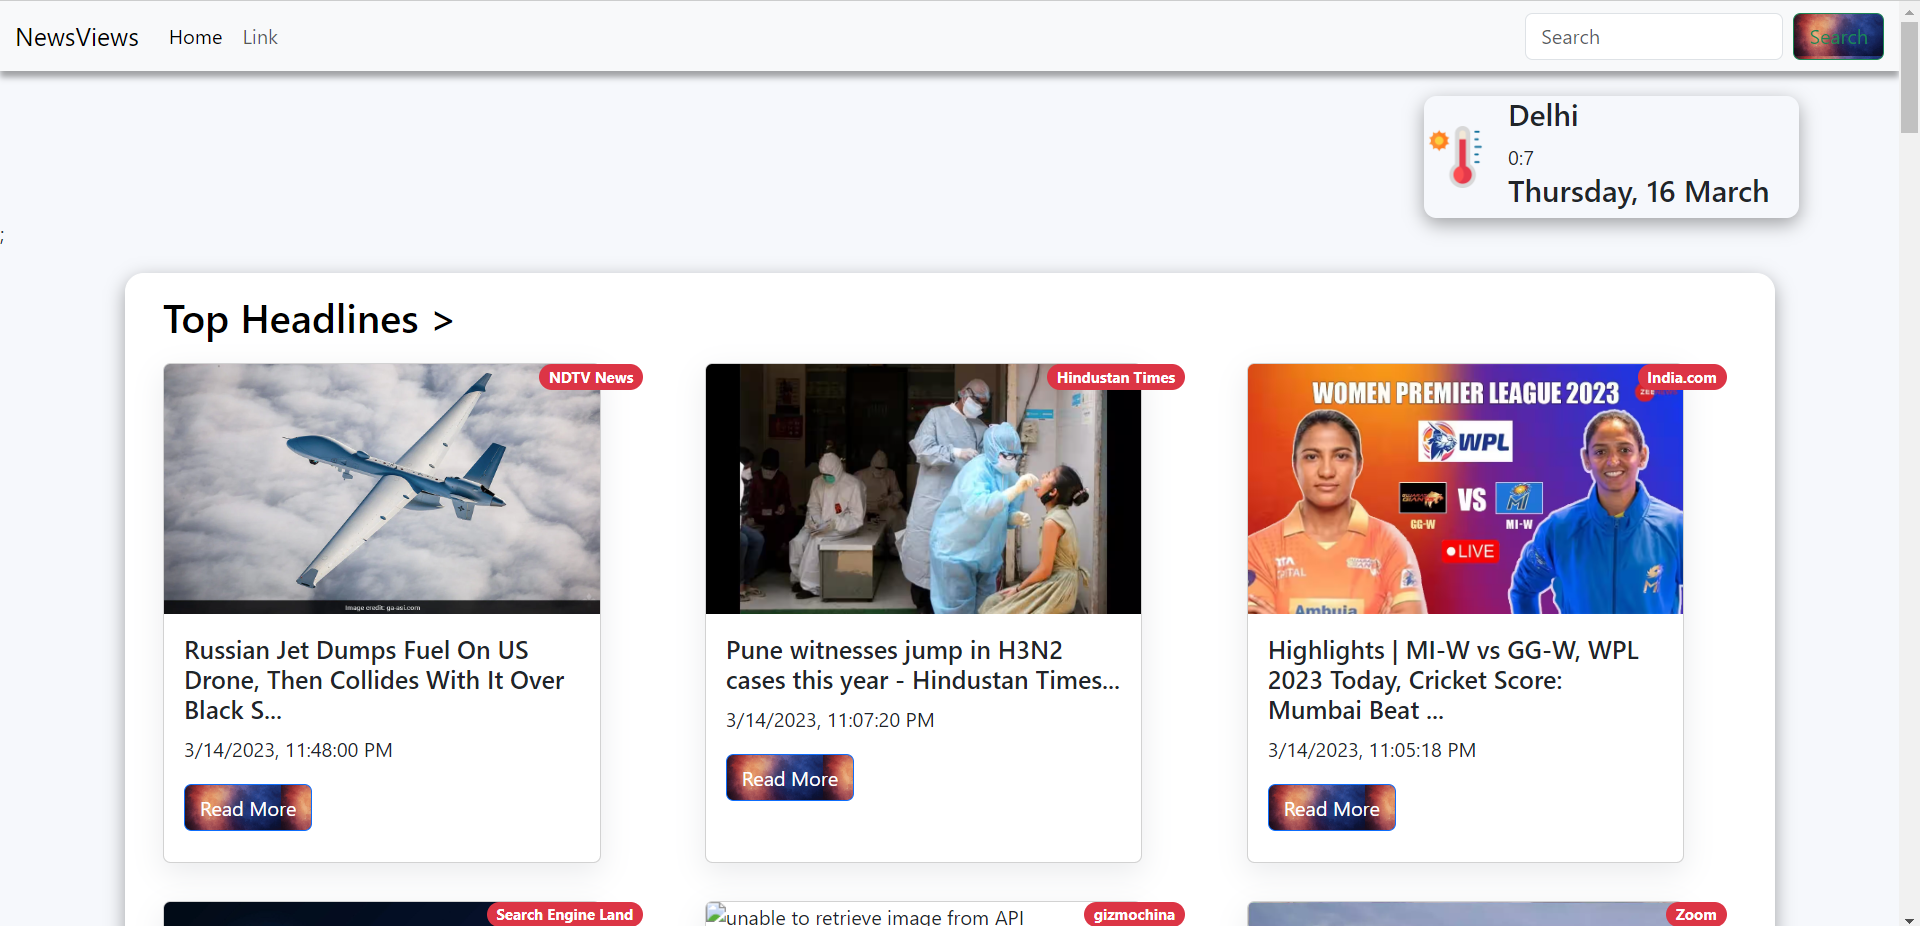 NewsViews
Home
Link
Search
Search
Delhi
0:7
Thursday, 16 March
;
Top Headlines >
NDTV News
Image credit: ga-asi.com
Russian Jet Dumps Fuel On US
Drone, Then Collides With It Over
Black S...
3/14/2023, 11:48:00 PM
Read More
Hindustan Times
Pune witnesses jump in H3N2
cases this year - Hindustan Times...
3/14/2023, 11:07:20 PM
Read More
India.com
WOMEN PREMIER LEAGUE 2023
WPL
VS
GG-W
MI-W
LIVE
Ambuja
Highlights | MI-W vs GG-W, WPL
2023 Today, Cricket Score:
Mumbai Beat ...
3/14/2023, 11:05:18 PM
Read More
Search Engine Land
unable to retrieve image from API
gizmochina
Zoom